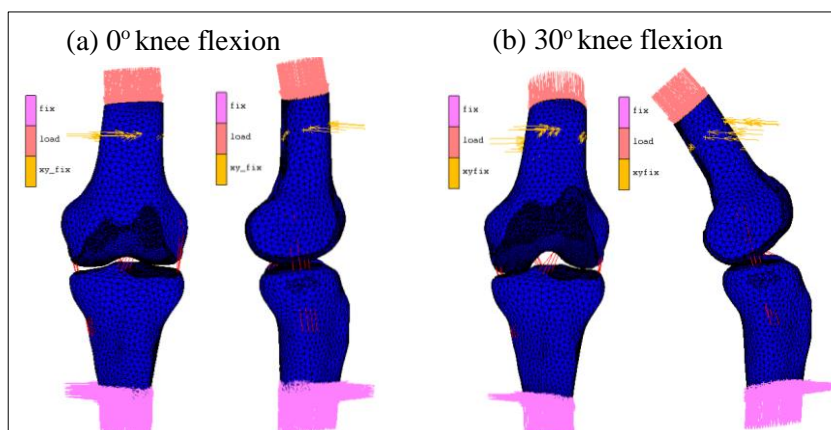 (a) 0° knee flexion
fix
load
xy_fix
fix
load
xy_fix
(b) 30° knee flexion
fix
load
xyfix
fix
load
xyfix